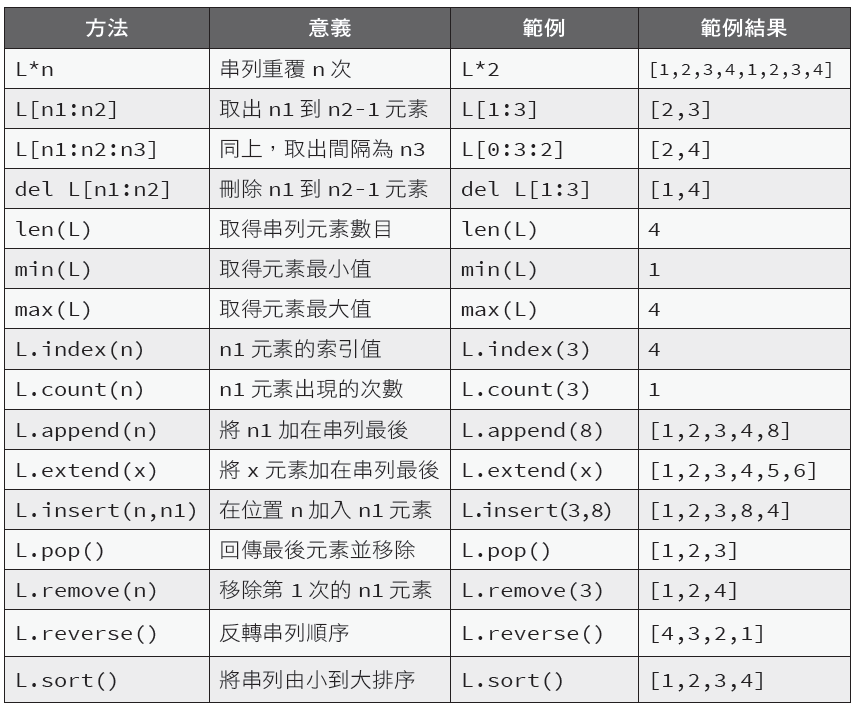 方法 意義 範例 範例結果
L*n 串列重覆 n 次 L*2 [1,2,3,4,1,2,3,4]
L[n1:n2] 取出 n1 到 n2-1 元素 L[1:3] [2,3]
L[n1:n2:n3] 同上，取出間隔為 n3 L[0:3:2] [2,4]
del L[n1:n2] 刪除 n1 到 n2-1 元素 del L[1:3] [1,4]
len(L) 取得串列元素數目 len(L) 4
min(L) 取得元素最小值 min(L) 1
max(L) 取得元素最大值 max(L) 4
L.index(n) n1 元素的索引值 L.index(3) 4
L.count(n) n1 元素出現的次數 L.count(3) 1
L.append(n) 將 n1 加在串列最後 L.append(8) [1,2,3,4,8]
L.extend(x) 將 x 元素加在串列最後 L.extend(x) [1,2,3,4,5,6]
L.insert(n,n1) 在位置 n 加入 n1 元素 L.insert(3,8) [1,2,3,8,4]
L.pop() 回傳最後元素並移除 L.pop() [1,2,3]
L.remove(n) 移除第 1 次的 n1 元素 L.remove(3) [1,2,4]
L.reverse() 反轉串列順序 L.reverse() [4,3,2,1]
L.sort() 將串列由小到大排序 L.sort() [1,2,3,4]